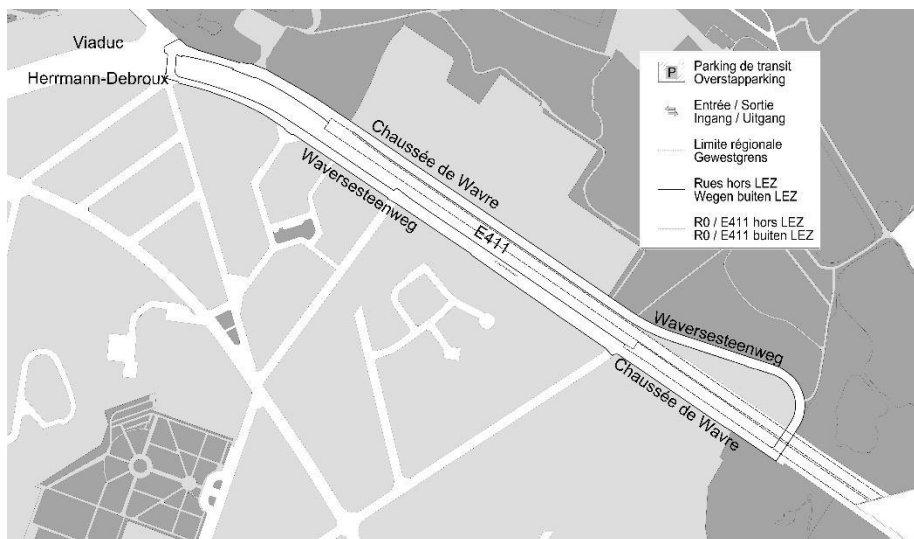 Viaduc
Herrmann-Debroux
Chaussée de Wavre
Waversesteenweg
E411
Waversesteenweg
Chaussée de Wavre
P
Parking de transit
Overstapparking
Entrée / Sortie
Ingang / Uitgang
Limite régionale
Gewestgrens
Rues hors LEZ
Wegen buiten LEZ
R0 / E411 hors LEZ
R0 / E411 buiten LEZ